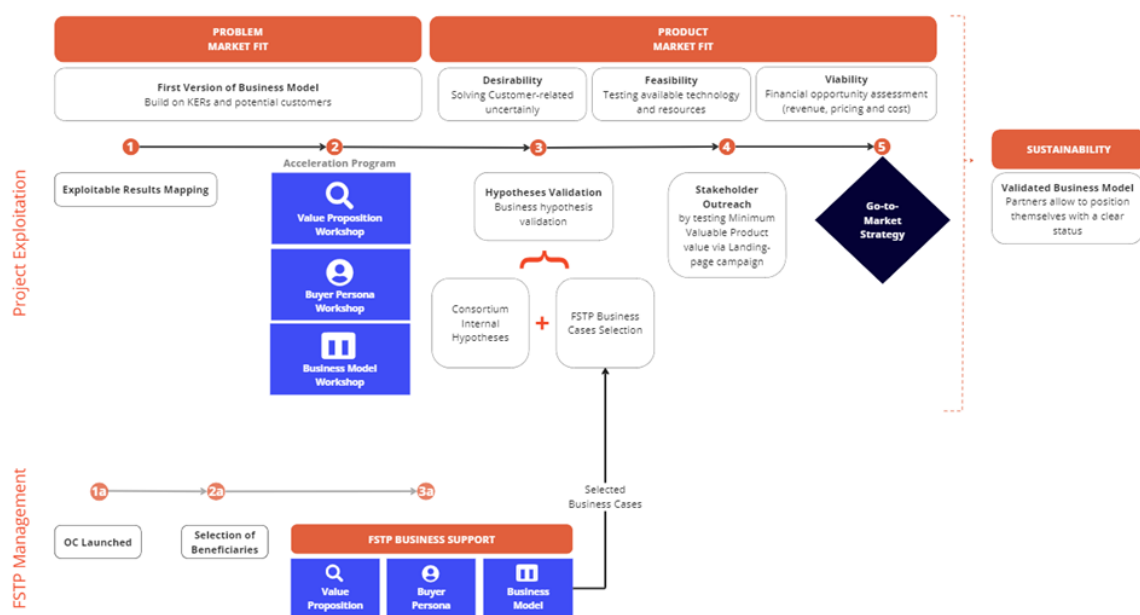 PROBLEM
MARKET FIT
PRODUCT
MARKET FIT
First Version of Business Model
Build on KERs and potential customers
Desirability
Solving Customer-related
uncertainly
Feasibility
Testing available technology
and resources
Viability
Financial opportunity assessment
(revenue, pricing and cost)
1
2
3
4
5
SUSTAINABILITY
Validated Business Model
Partners allow to position
themselves with a clear
status
Project Exploitation
Exploitable Results Mapping
Acceleration Program
Value Proposition
Workshop
Buyer Persona
Workshop
Business Model
Workshop
Hypotheses Validation
Business hypothesis
validation
Consortium
Internal
Hypotheses
+
FSTP Business
Cases Selection
Stakeholder
Outreach
by testing Minimum
Valuable Product
value via Landing-
page campaign
Go-to-
Market
Strategy
FSTP Management
1a
2a
3a
OC Launched
Selection of
Beneficiaries
FSTP BUSINESS SUPPORT
Value
Proposition
Buyer
Persona
Business
Model
Selected
Business Cases